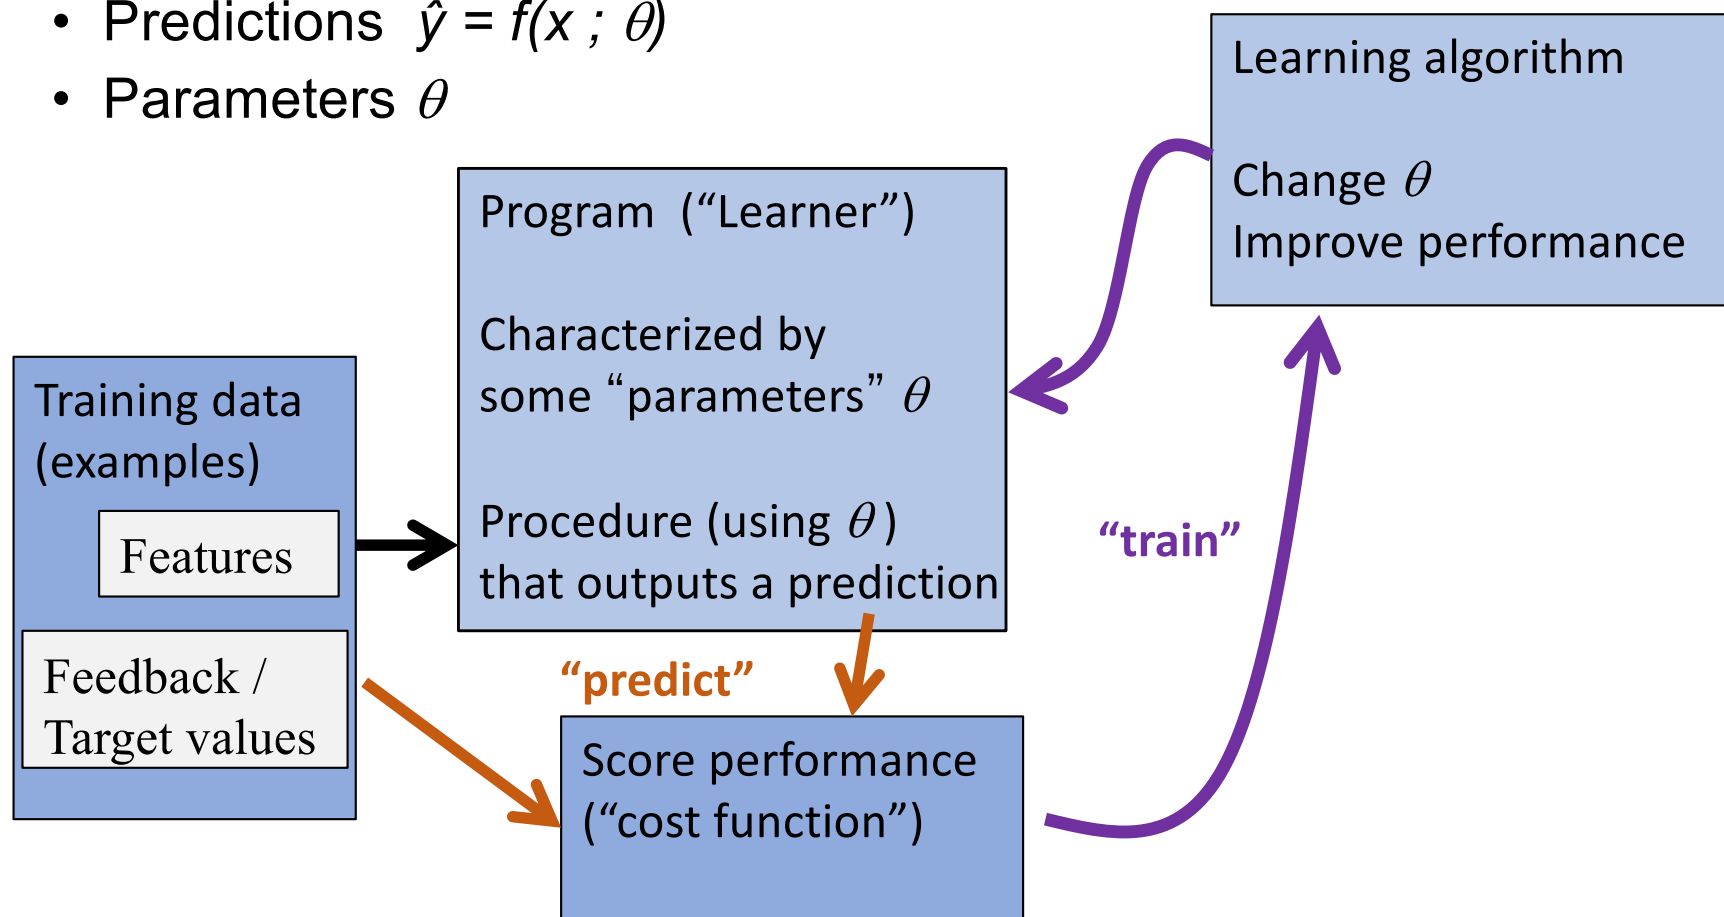 • Predictions ŷ = f(x ; θ)
• Parameters θ
Learning algorithm
Change θ
Improve performance
Program (“Learner”)
Characterized by
some “parameters” θ
Procedure (using θ )
that outputs a prediction
Training data
(examples)
Features
Feedback /
Target values
“train”
“predict”
Score performance
(“cost function”)